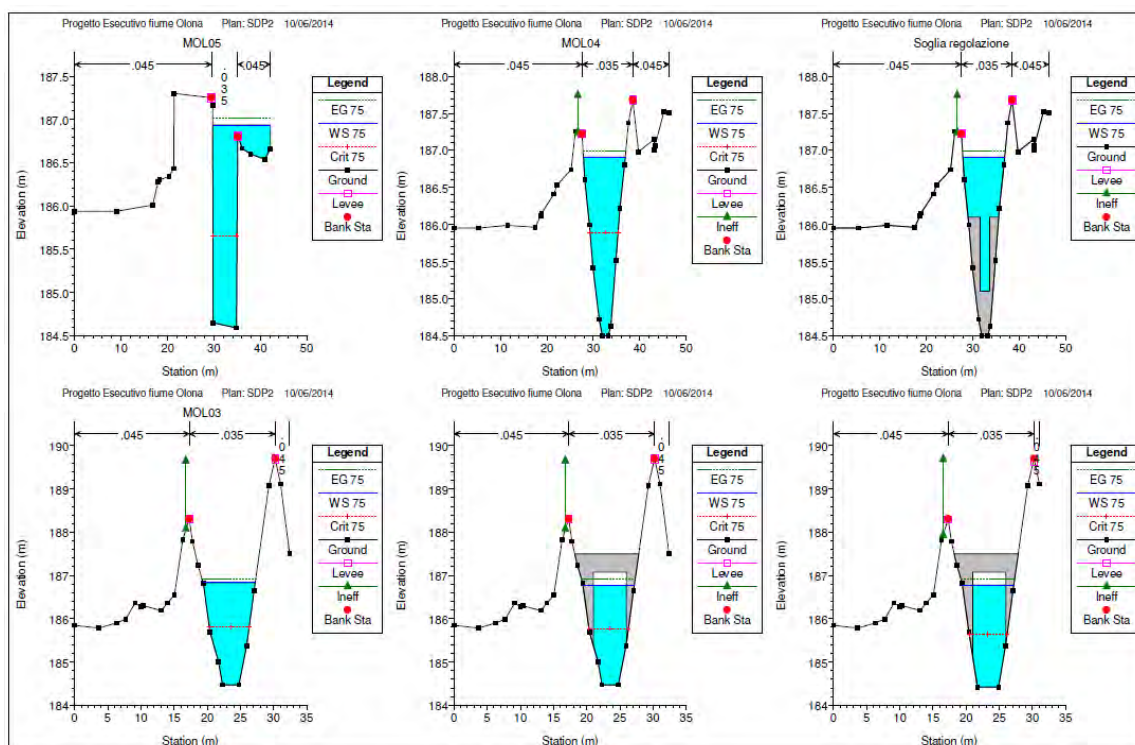 Progetto Esecutivo fiume Olona Plan: SDP2 10/06/2014
MOL05
.045
.035
.045
Elevation (m)
187.5
187.0
186.5
186.0
185.5
185.0
184.5
0 10 20 30 40 50
Station (m)
Legend
EG 75
WS 75
Crit 75
Ground
Levee
Bank Sta
Progetto Esecutivo fiume Olona Plan: SDP2 10/06/2014
MOL04
.045
.035
.045
Elevation (m)
188.0
187.5
187.0
186.5
186.0
185.5
185.0
184.5
0 10 20 30 40 50
Station (m)
Legend
EG 75
WS 75
Crit 75
Ground
Levee
Ineff
Bank Sta
Progetto Esecutivo fiume Olona Plan: SDP2 10/06/2014
Soglia regolazione
.045
.035
.045
Elevation (m)
188.0
187.5
187.0
186.5
186.0
185.5
185.0
184.5
0 10 20 30 40 50
Station (m)
Legend
EG 75
WS 75
Ground
Levee
Ineff
Bank Sta
Progetto Esecutivo fiume Olona Plan: SDP2 10/06/2014
MOL03
.045
.035
.045
Elevation (m)
190
189
188
187
186
185
184
0 5 10 15 20 25 30 35
Station (m)
Legend
EG 75
WS 75
Crit 75
Ground
Levee
Ineff
Bank Sta
Progetto Esecutivo fiume Olona Plan: SDP2 10/06/2014
.045
.035
.045
Elevation (m)
190
189
188
187
186
185
184
0 5 10 15 20 25 30 35
Station (m)
Legend
EG 75
WS 75
Crit 75
Ground
Levee
Ineff
Bank Sta
Progetto Esecutivo fiume Olona Plan: SDP2 10/06/2014
.045
.035
.045
Elevation (m)
190
189
188
187
186
185
184
0 5 10 15 20 25 30 35
Station (m)
Legend
EG 75
WS 75
Crit 75
Ground
Levee
Ineff
Bank Sta